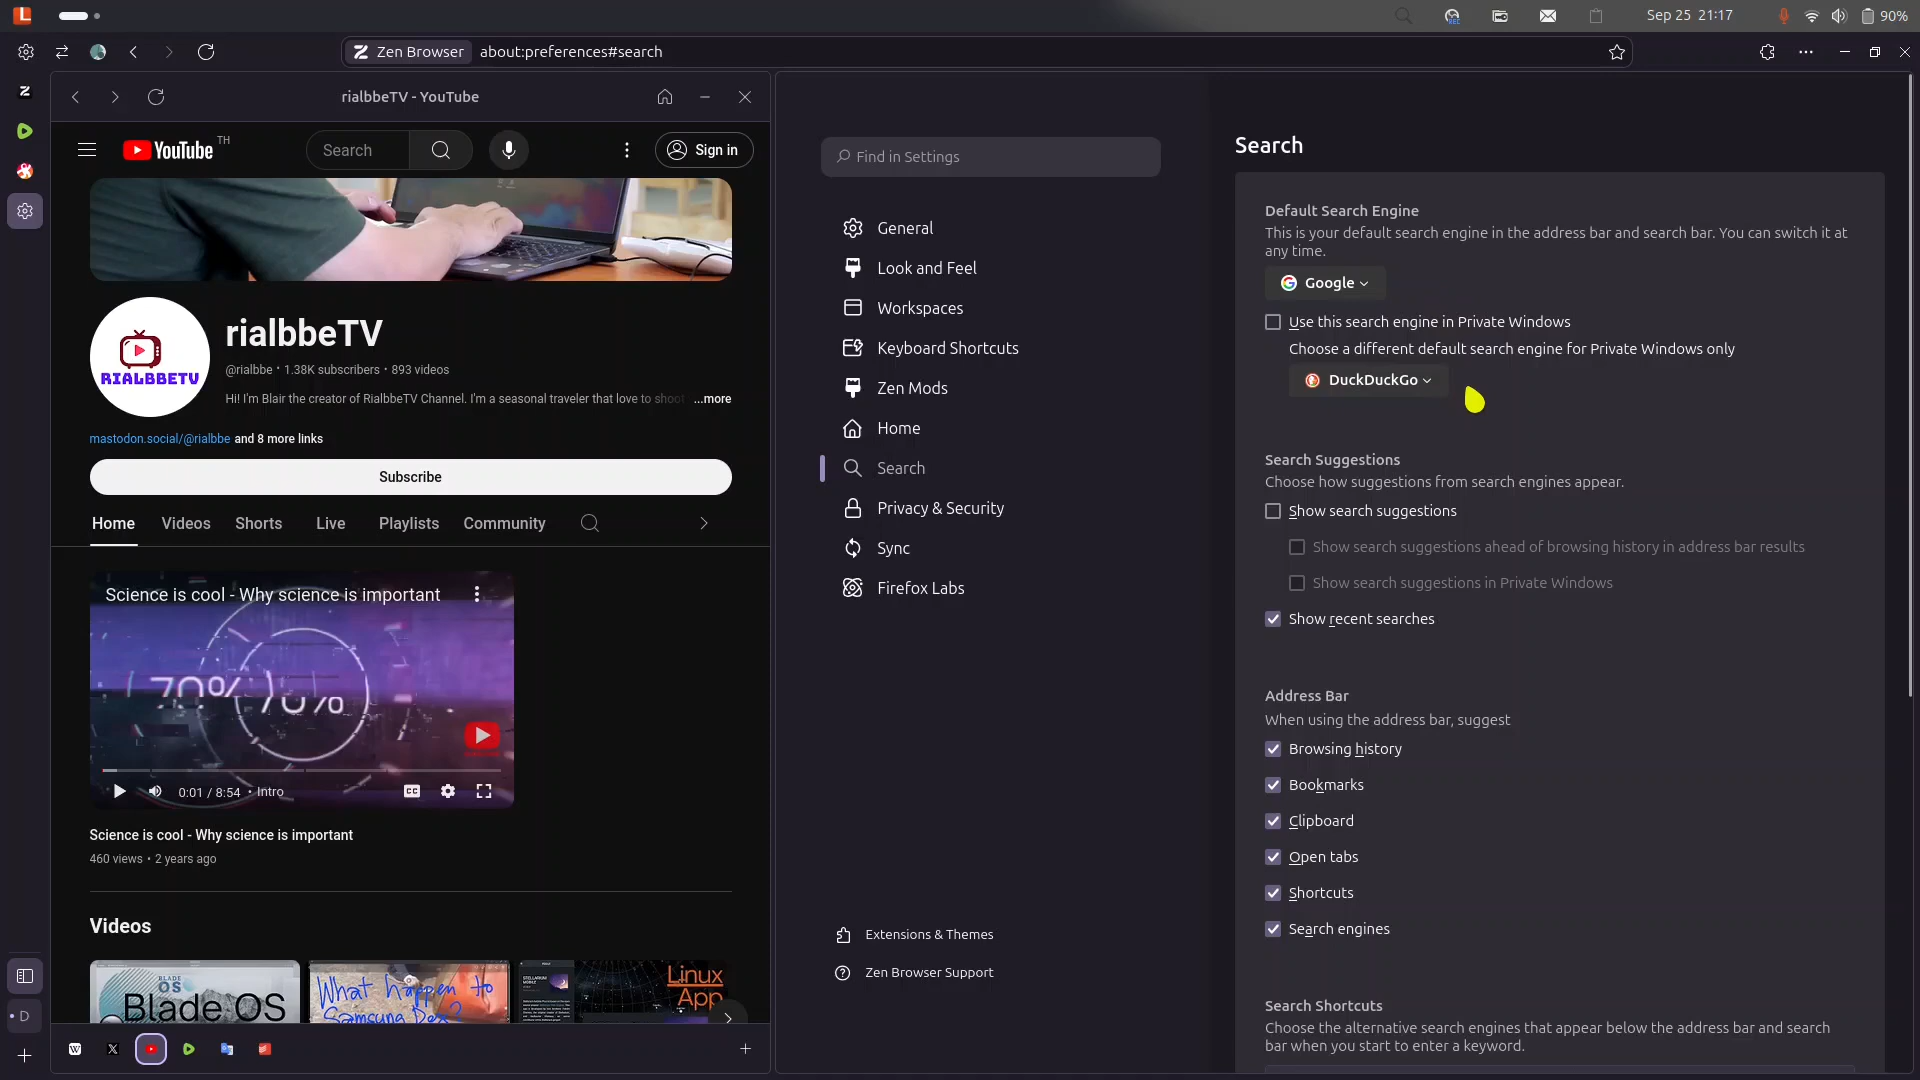 Sep 25 21:17
90%
Zen Browser
about:preferences#search
rialbbeTV - YouTube
YouTube TH
Search
Sign in
RIALBBETV
rialbbeTV
@rialbbe • 1.38K subscribers • 893 videos
Hi! I'm Blair the creator of RialbbeTV Channel. I'm a seasonal traveler that love to shoot ...more
mastodon.social/@rialbbe and 8 more links
Subscribe
Home Videos Shorts Live Playlists Community
Science is cool - Why science is important
70% 70%
0:01 / 8:54 • Intro
Science is cool - Why science is important
460 views • 2 years ago
Videos
BLADE
OS
Blade OS
What happen to
Samsung Dex?
Linux
App
D
Find in Settings
General
Look and Feel
Workspaces
Keyboard Shortcuts
Zen Mods
Home
Search
Privacy & Security
Sync
Firefox Labs
Extensions & Themes
Zen Browser Support
Search
Default Search Engine
This is your default search engine in the address bar and search bar. You can switch it at
any time.
Google
Use this search engine in Private Windows
Choose a different default search engine for Private Windows only
DuckDuckGo
Search Suggestions
Choose how suggestions from search engines appear.
Show search suggestions
Show search suggestions ahead of browsing history in address bar results
Show search suggestions in Private Windows
Show recent searches
Address Bar
When using the address bar, suggest
Browsing history
Bookmarks
Clipboard
Open tabs
Shortcuts
Search engines
Search Shortcuts
Choose the alternative search engines that appear below the address bar and search
bar when you start to enter a keyword.